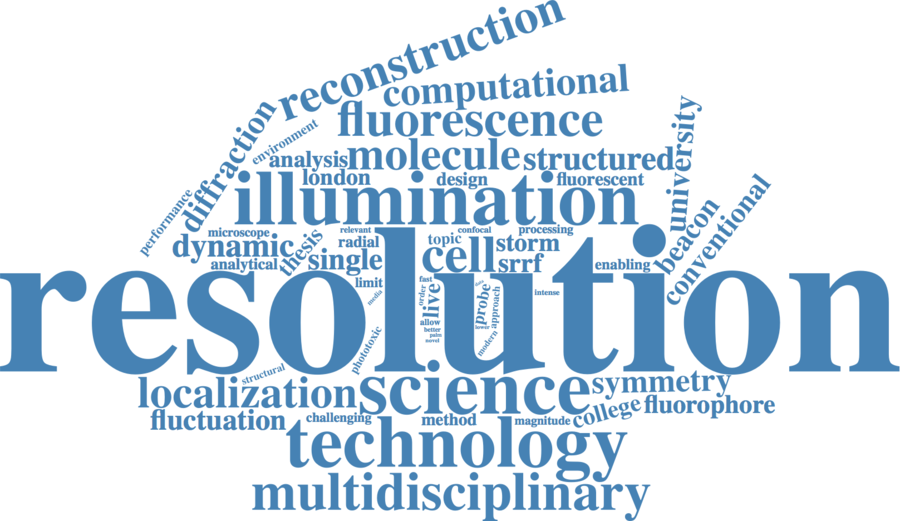 reconstruction
computational
fluorescence
diffraction
environment
analysis
molecule
structured
university
london
design
fluorescent
illumination
performance
beacon
conventional
microscope
relevant
confocal
processing
dynamic
thesis
radial
topic
cell
storm
analytical
single
srrf
enabling
resolution
limit
media
fast
order
live
probe
approach
intense
allow
better
palm
novel
lower
modern
phototoxic
structural
localization
science
symmetry
fluctuation
challenging
method
magnitude
college
fluorophore
technology
multidisciplinary